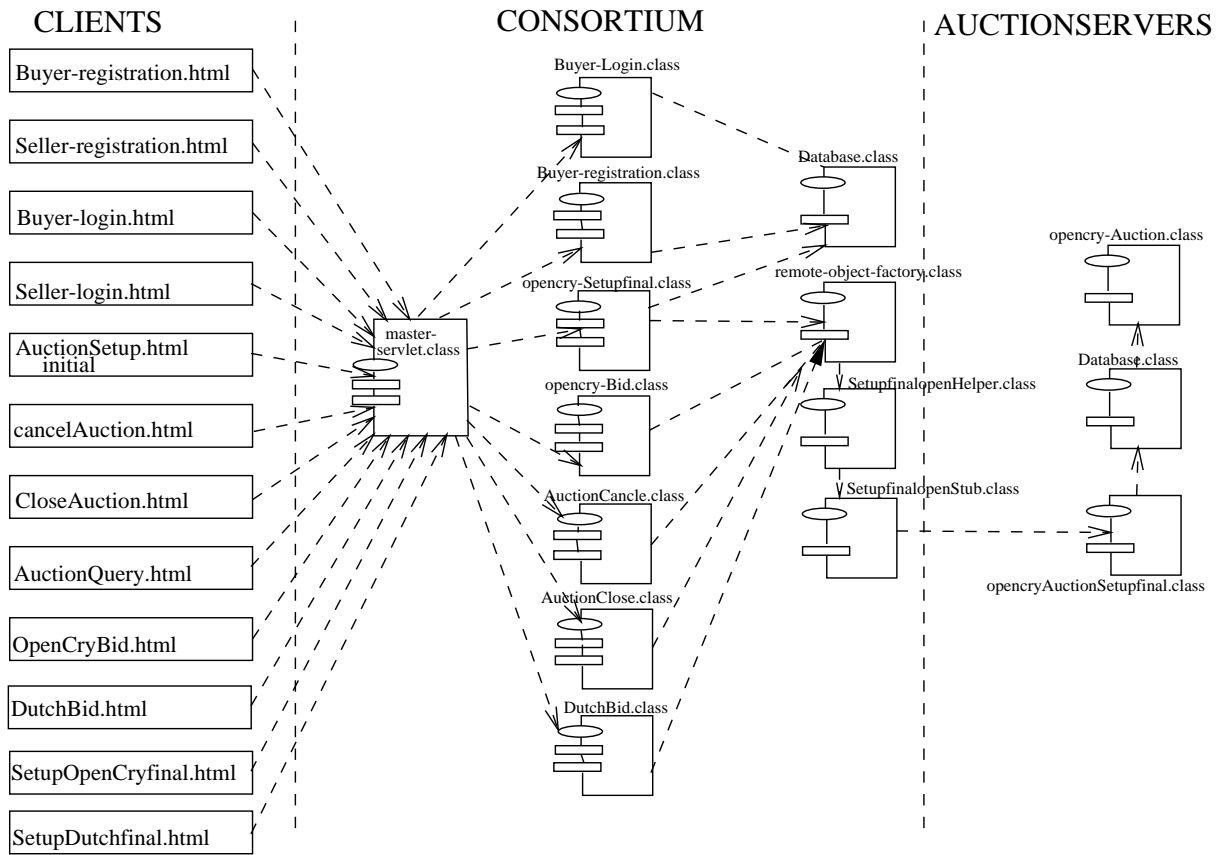 CLIENTS
CONSORTIUM
AUCTIONSERVERS
Buyer-registration.html
Seller-registration.html
Buyer-login.html
Seller-login.html
AuctionSetup.html
initial
cancelAuction.html
CloseAuction.html
AuctionQuery.html
OpenCryBid.html
DutchBid.html
SetupOpenCryfinal.html
SetupDutchfinal.html
master-
servlet.class
Buyer-Login.class
Buyer-registration.class
opencry-Setupfinal.class
opencry-Bid.class
AuctionCancle.class
AuctionClose.class
DutchBid.class
Database.class
remote-object-factory.class
SetupfinalopenHelper.class
SetupfinalopenStub.class
opencry-Auction.class
Database.class
opencryAuctionSetupfinal.class